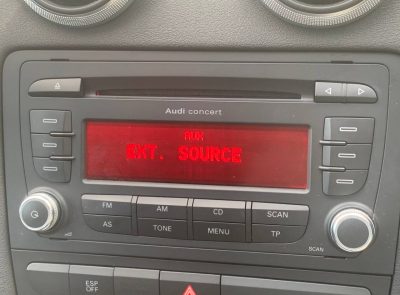 Audi concert
AUX
EXT. SOURCE
FM AM CD SCAN
AS TONE MENU TP
SCAN
ESP
OFF